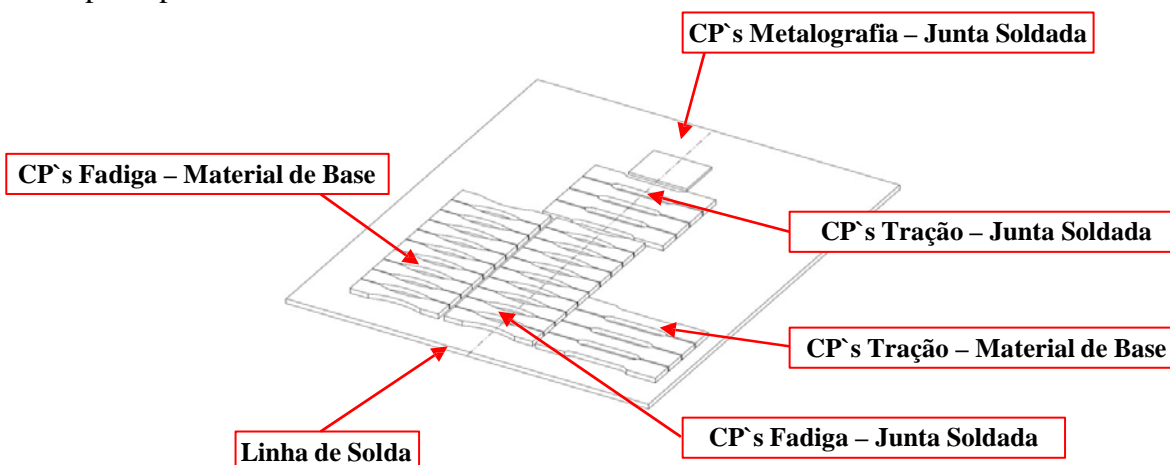 CP`s Metalografia – Junta Soldada
CP`s Fadiga – Material de Base
CP`s Tração – Junta Soldada
CP`s Tração – Material de Base
CP`s Fadiga – Junta Soldada
Linha de Solda